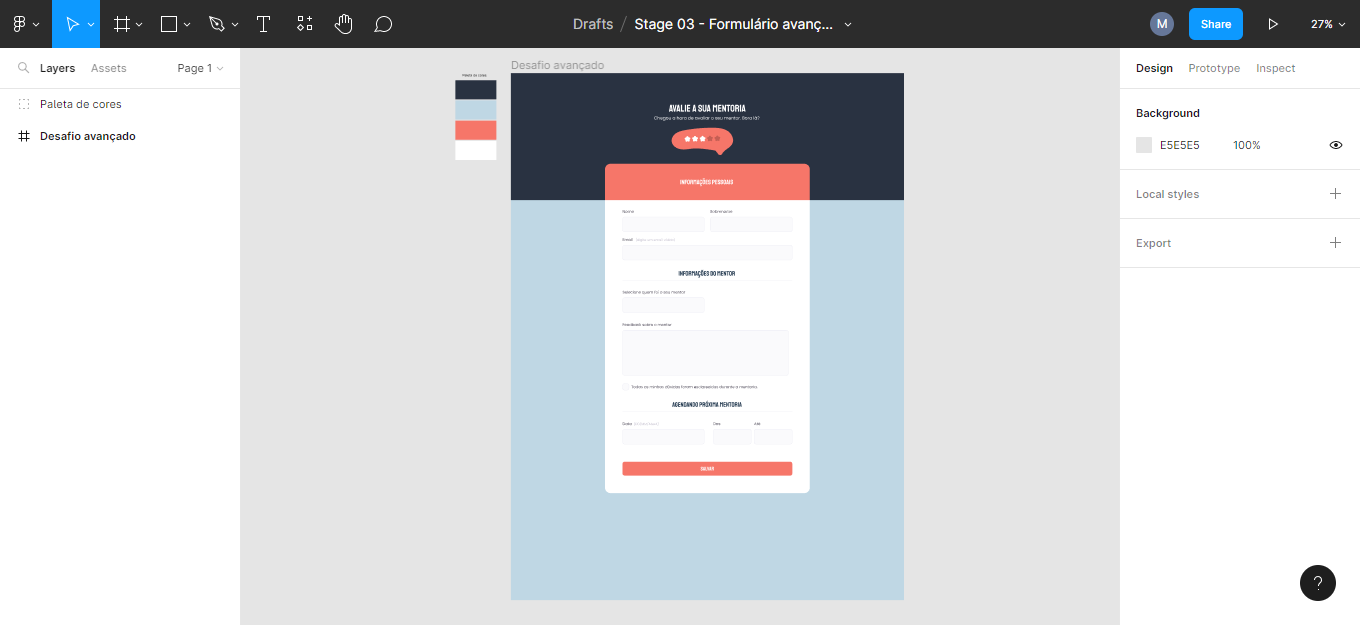 Drafts / Stage 03 - Formulário avanç...
M
Share
27%
Layers
Assets
Page 1
Paleta de cores
Desafio avançado
Paleta de cores
Desafio avançado
AVALIE A SUA MENTORIA
Chegou a hora de avaliar o seu mentor. Bora lá?
INFORMAÇÕES PESSOAIS
Nome
Sobrenome
Email
INFORMAÇÕES DO MENTOR
Selecione quem foi o seu mentor
Feedback sobre o mentor
Todas as minhas dúvidas foram esclarecidas durante a mentoria.
AGENDANDO PRÓXIMA MENTORIA
Das
Até
SALVAR
Design
Prototype
Inspect
Background
E5E5E5
100%
Local styles
Export
?